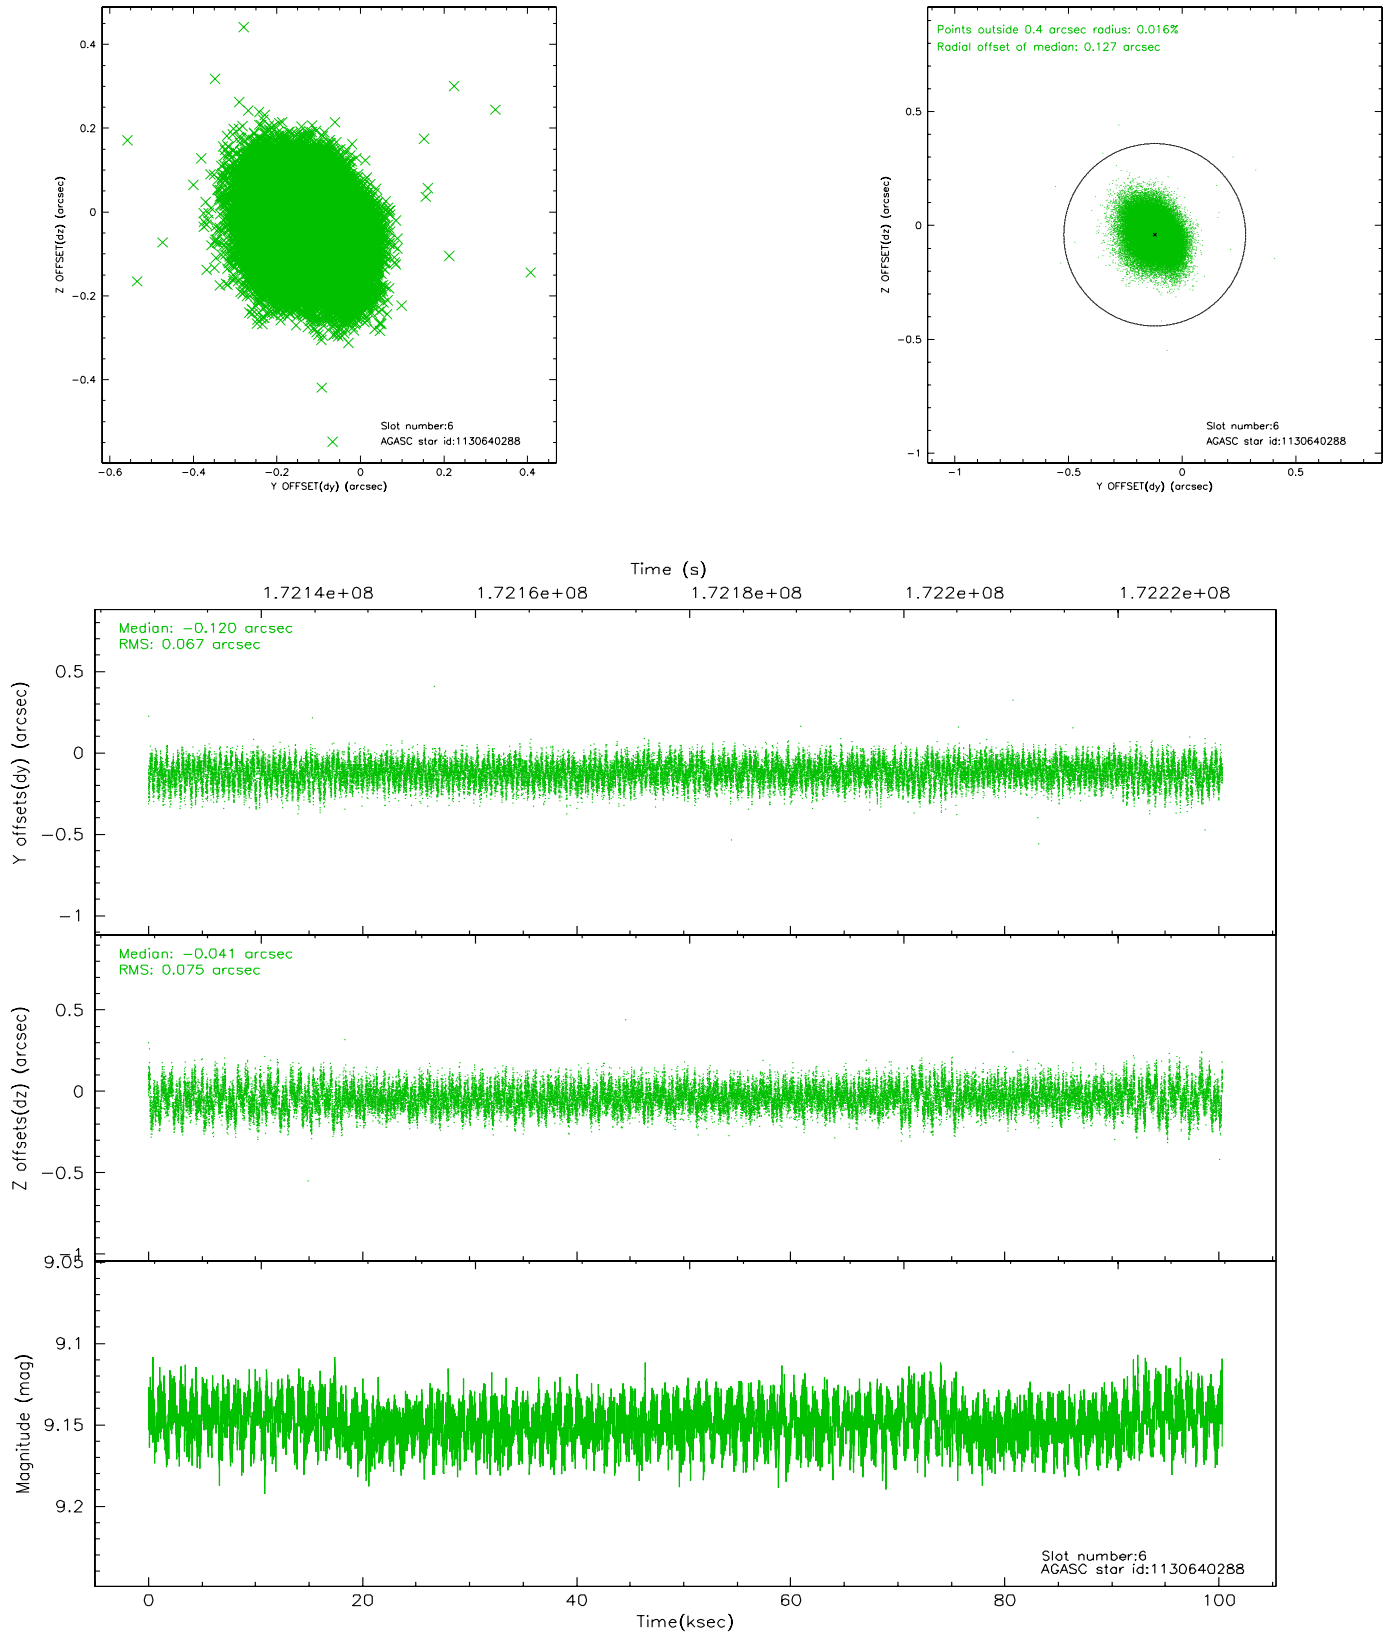 0.4
0.2
0
−0.2
−0.4
Z OFFSET(dz) (arcsec)
−0.6
−0.4
−0.2
0
0.2
0.4
Y OFFSET(dy) (arcsec)
Slot number:6
AGASC star id:1130640288
Points outside 0.4 arcsec radius: 0.016%
Radial offset of median: 0.127 arcsec
0.5
0
−0.5
−1
Z OFFSET(dz) (arcsec)
−1
−0.5
0
0.5
Y OFFSET(dy) (arcsec)
Slot number:6
AGASC star id:1130640288
Time (s)
1.7214e+08
1.7216e+08
1.7218e+08
1.722e+08
1.7222e+08
Median: −0.120 arcsec
RMS: 0.067 arcsec
0.5
0
−0.5
−1
Y offsets(dy) (arcsec)
Median: −0.041 arcsec
RMS: 0.075 arcsec
0.5
0
−0.5
−1
Z offsets(dz) (arcsec)
9.05
9.1
9.15
9.2
Magnitude (mag)
Slot number:6
AGASC star id:1130640288
0
20
40
60
80
100
Time(ksec)